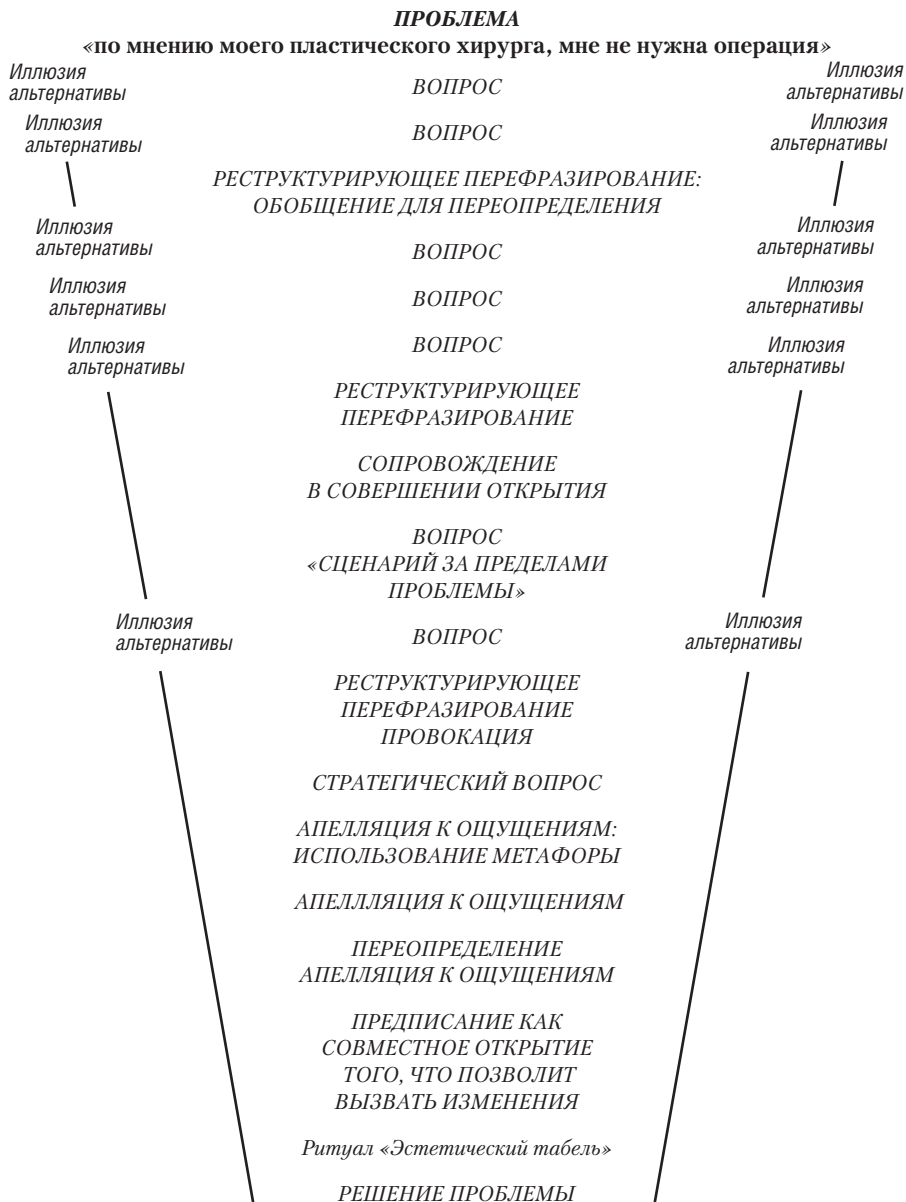 ПРОБЛЕМА
«по мнению моего пластического хирурга, мне не нужна операция»
Иллюзия
альтернативы
ВОПРОС
Иллюзия
альтернативы
Иллюзия
альтернативы
ВОПРОС
Иллюзия
альтернативы
РЕСТРУКТУРИРУЮЩЕЕ ПЕРЕФРАЗИРОВАНИЕ:
ОБОБЩЕНИЕ ДЛЯ ПЕРЕОПРЕДЕЛЕНИЯ
Иллюзия
альтернативы
ВОПРОС
Иллюзия
альтернативы
Иллюзия
альтернативы
ВОПРОС
Иллюзия
альтернативы
Иллюзия
альтернативы
ВОПРОС
Иллюзия
альтернативы
РЕСТРУКТУРИРУЮЩЕЕ
ПЕРЕФРАЗИРОВАНИЕ
СОПРОВОЖДЕНИЕ
В СОВЕРШЕНИИ ОТКРЫТИЯ
ВОПРОС
«СЦЕНАРИЙ ЗА ПРЕДЕЛАМИ
ПРОБЛЕМЫ»
Иллюзия
альтернативы
ВОПРОС
Иллюзия
альтернативы
РЕСТРУКТУРИРУЮЩЕЕ
ПЕРЕФРАЗИРОВАНИЕ
ПРОВОКАЦИЯ
СТРАТЕГИЧЕСКИЙ ВОПРОС
АПЕЛЛЯЦИЯ К ОЩУЩЕНИЯМ:
ИСПОЛЬЗОВАНИЕ МЕТАФОРЫ
АПЕЛЛЛЯЦИЯ К ОЩУЩЕНИЯМ
ПЕРЕОПРЕДЕЛЕНИЕ
АПЕЛЛЯЦИЯ К ОЩУЩЕНИЯМ
ПРЕДПИСАНИЕ КАК
СОВМЕСТНОЕ ОТКРЫТИЕ
ТОГО, ЧТО ПОЗВОЛИТ
ВЫЗВАТЬ ИЗМЕНЕНИЯ
Ритуал «Эстетический табель»
РЕШЕНИЕ ПРОБЛЕМЫ